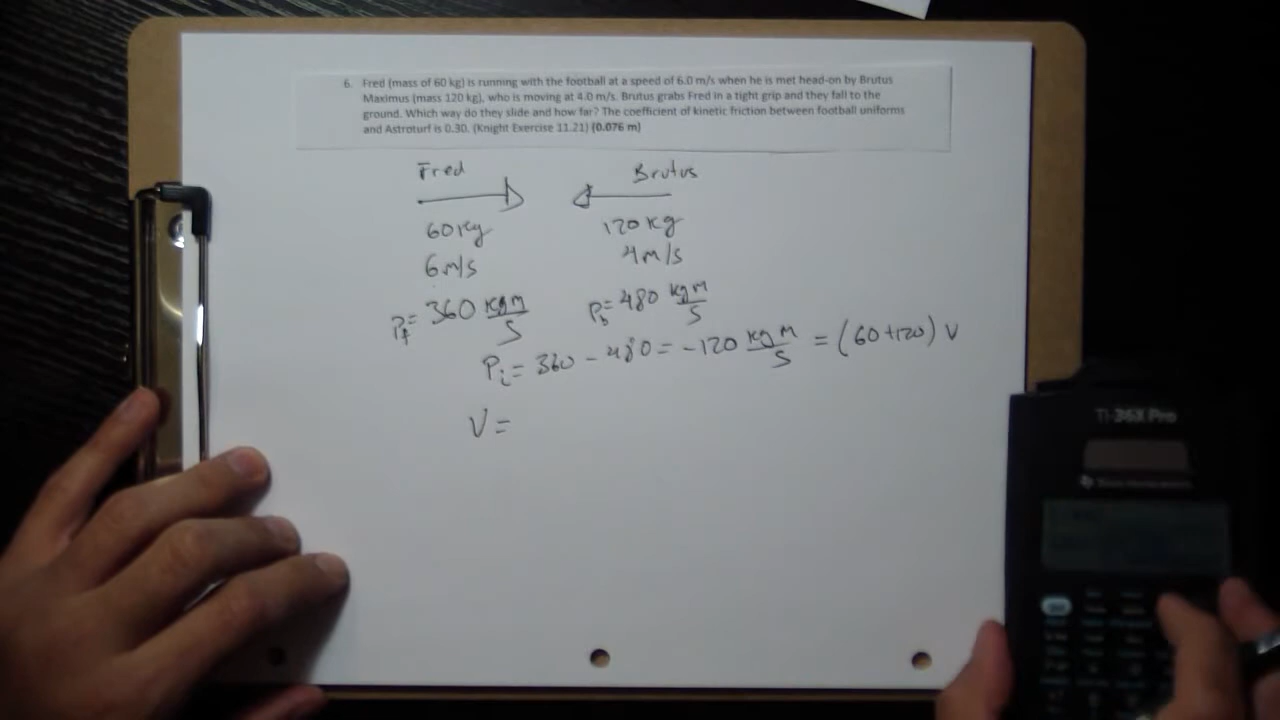 6. Fred (mass of 60 kg) is running with the football at a speed of 6.0 m/s when he is met head-on by Brutus
Maximus (mass 120 kg), who is moving at 4.0 m/s. Brutus grabs Fred in a tight grip and they fall to the
ground. Which way do they slide and how far? The coefficient of kinetic friction between football uniforms
and Astroturf is 0.30. (Knight Exercise 11.21) (0.076 m)
Fred Brutus
60 kg 120 kg
6 m/s 4 m/s
Pf = 360 kg m/s Pb = 480 kg m/s
Pi = 360 - 480 = -120 kg m/s = (60+120) V
V =
TI-36X Pro
Texas Instruments